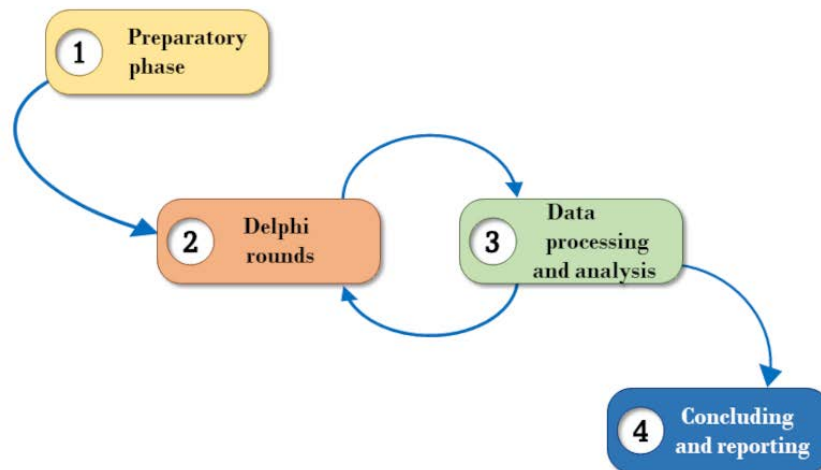 1
Preparatory
phase
2
Delphi
rounds
3
Data
processing
and analysis
4
Concluding
and reporting